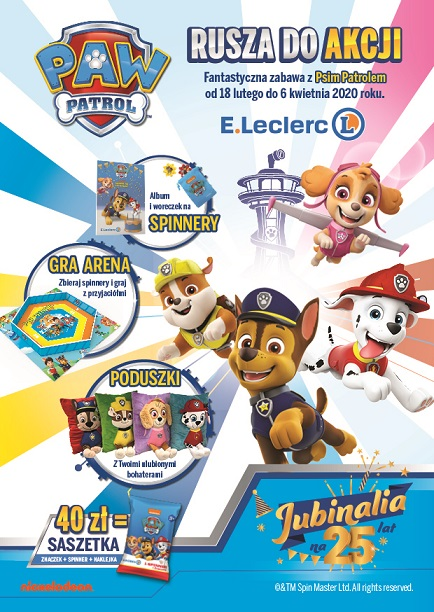 PAW
PATROL
RUSZA DO AKCJI
Fantastyczna zabawa z Psim Patrolem
od 18 lutego do 6 kwietnia 2020 roku.
E.Leclerc L
Album
i woreczek na
SPINNERY
GRA ARENA
Zbieraj spinnery i graj
z przyjaciółmi
PODUSZKI
Z Twoimi ulubionymi
bohaterami
40 zł =
SASZETKA
ZNACZEK + SPINNER + NAKLEJKA
Jubinalia
na 25 lat
nickelodeon
©&TM Spin Master Ltd. All rights reserved.